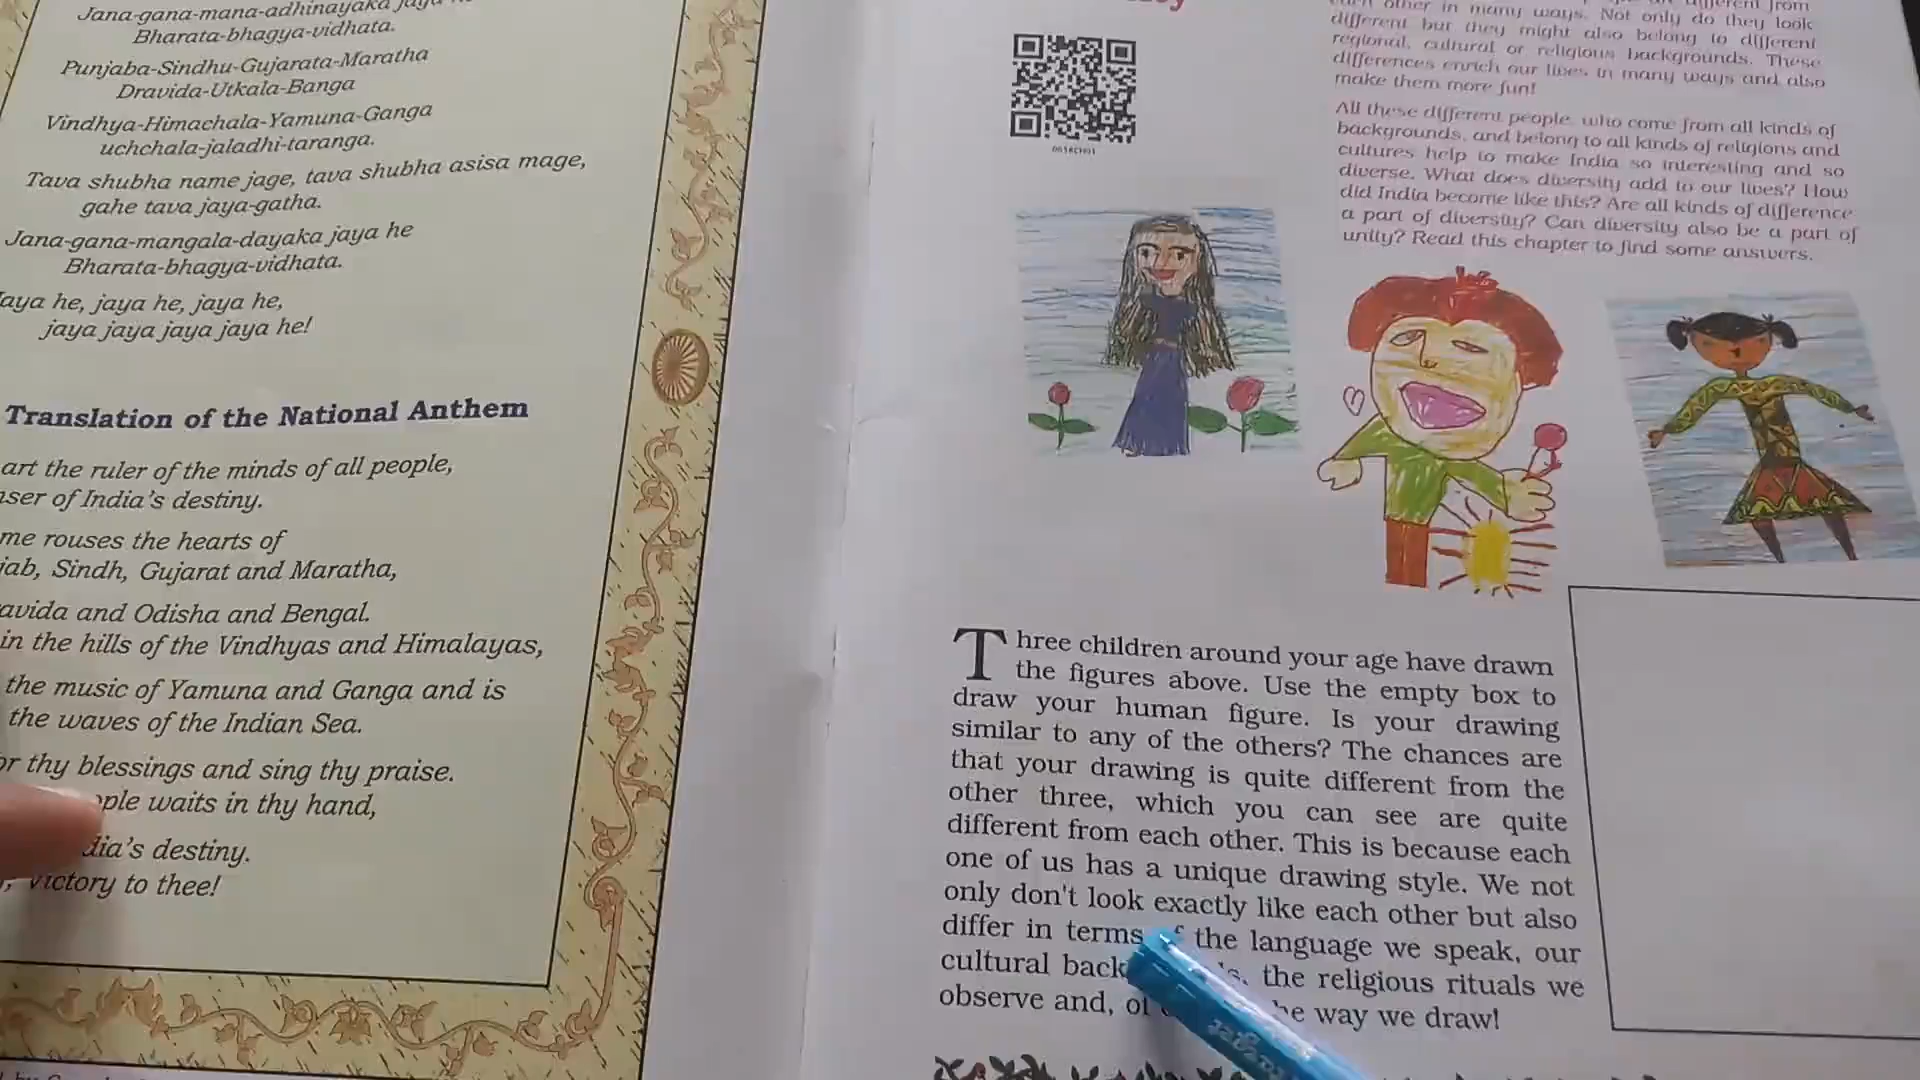 Jana-gana-mana-adhinayaka jaya he
Bharata-bhagya-vidhata.
Punjaba-Sindhu-Gujarata-Maratha
Dravida-Utkala-Banga
Vindhya-Himachala-Yamuna-Ganga
uchchala-jaladhi-taranga.
Tava shubha name jage, tava shubha asisa mage,
gahe tava jaya-gatha.
Jana-gana-mangala-dayaka jaya he
Bharata-bhagya-vidhata.
Jaya he, jaya he, jaya he,
jaya jaya jaya jaya he!
Translation of the National Anthem
art the ruler of the minds of all people,
of India's destiny.
me rouses the hearts of
Sindh, Gujarat and Maratha,
and Odisha and Bengal.
in the hills of the Vindhyas and Himalayas,
the music of Yamuna and Ganga and is
the waves of the Indian Sea.
thy blessings and sing thy praise.
waits in thy hand,
destiny.
victory to thee!
different from
each other in many ways. Not only do they look
different but they might also belong to different
regional, cultural or religious backgrounds. These
differences enrich our lives in many ways and also
make them more fun!
All these different people, who come from all kinds of
backgrounds, and belong to all kinds of religions and
cultures help to make India so interesting and so
diverse. What does diversity add to our lives? How
did India become like this? Are all kinds of difference
a part of diversity? Can diversity also be a part of
unity? Read this chapter to find some answers.
Three children around your age have drawn
the figures above. Use the empty box to
draw your human figure. Is your drawing
similar to any of the others? The chances are
that your drawing is quite different from the
other three, which you can see are quite
different from each other. This is because each
one of us has a unique drawing style. We not
only don't look exactly like each other but also
differ in terms of the language we speak, our
cultural the religious rituals we
observe and, way we draw!